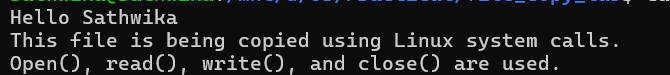 Hello Sathwika
This file is being copied using Linux system calls.
Open(), read(), write(), and close() are used.